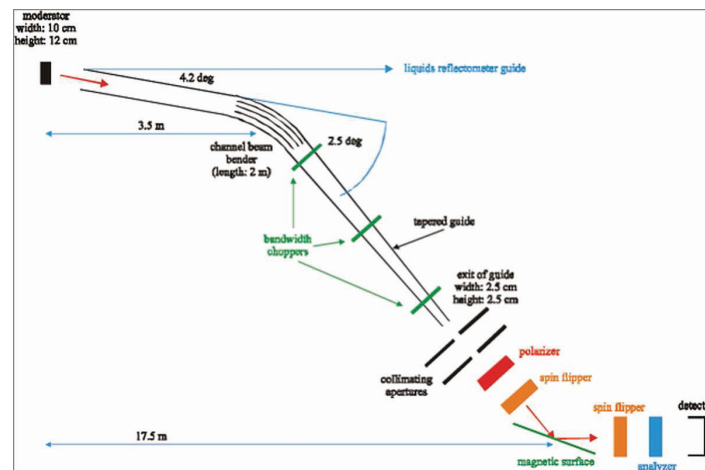 moderator
width: 10 cm
height: 12 cm
4.2 deg
liquids reflectometer guide
3.5 m
channel beam
bender
(length: 2 m)
2.5 deg
bandwidth
choppers
tapered guide
exit of guide
width: 2.5 cm
height: 2.5 cm
collimating
apertures
polarizer
spin flipper
spin flipper
detect
17.5 m
magnetic surface
analyzer